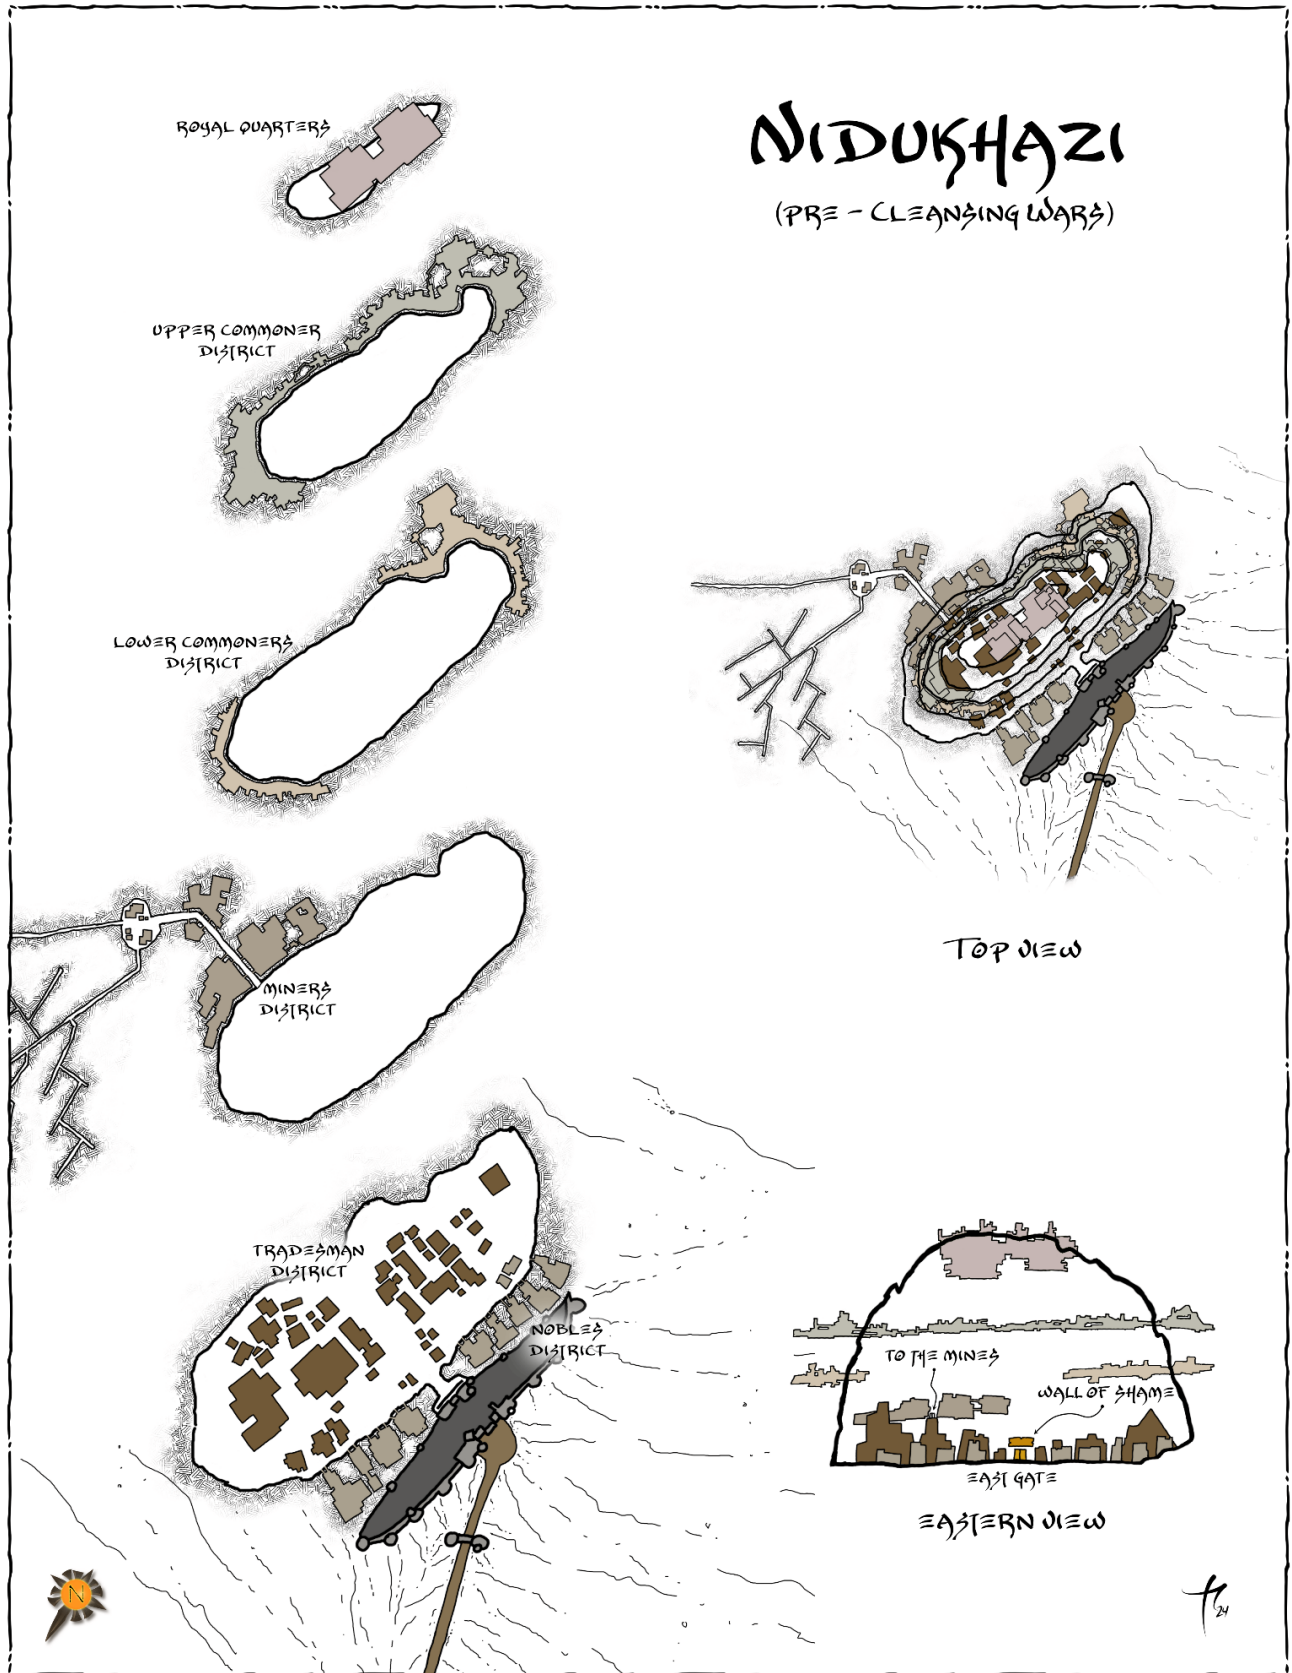 NIDUKHAZI
(PRE - CLEANSING WARS)
ROYAL QUARTERS
UPPER COMMONER
DISTRICT
LOWER COMMONERS
DISTRICT
MINERS
DISTRICT
TOP VIEW
TRADESMAN
DISTRICT
NOBLES
DISTRICT
TO THE MINES
WALL OF SHAME
EAST GATE
EASTERN VIEW
N
24